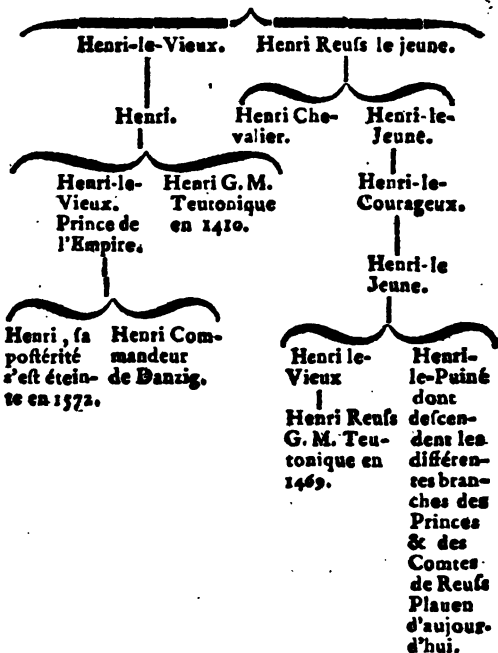 Henri-le-Vieux. Henri Reuſs le jeune.
Henri.
Henri Che-
valier.
Henri-le-
Jeune.
Henri-le-
Vieux.
Prince de
l'Empire.
Henri G. M.
Teutonique
en 1410.
Henri-le-
Courageux.
Henri-le
Jeune.
Henri, ſa
poſtérité
s'eſt étein-
te en 1572.
Henri Com-
mandeur
de Danzig.
Henri le-
Vieux
Henri Reuſs
G. M. Teu-
tonique en
1469.
Henri-
le-Puiné
dont
deſcen-
dent les
différen-
tes bran-
ches des
Princes
& des
Comtes
de Reuſs
Plauen
d'aujour-
d'hui.